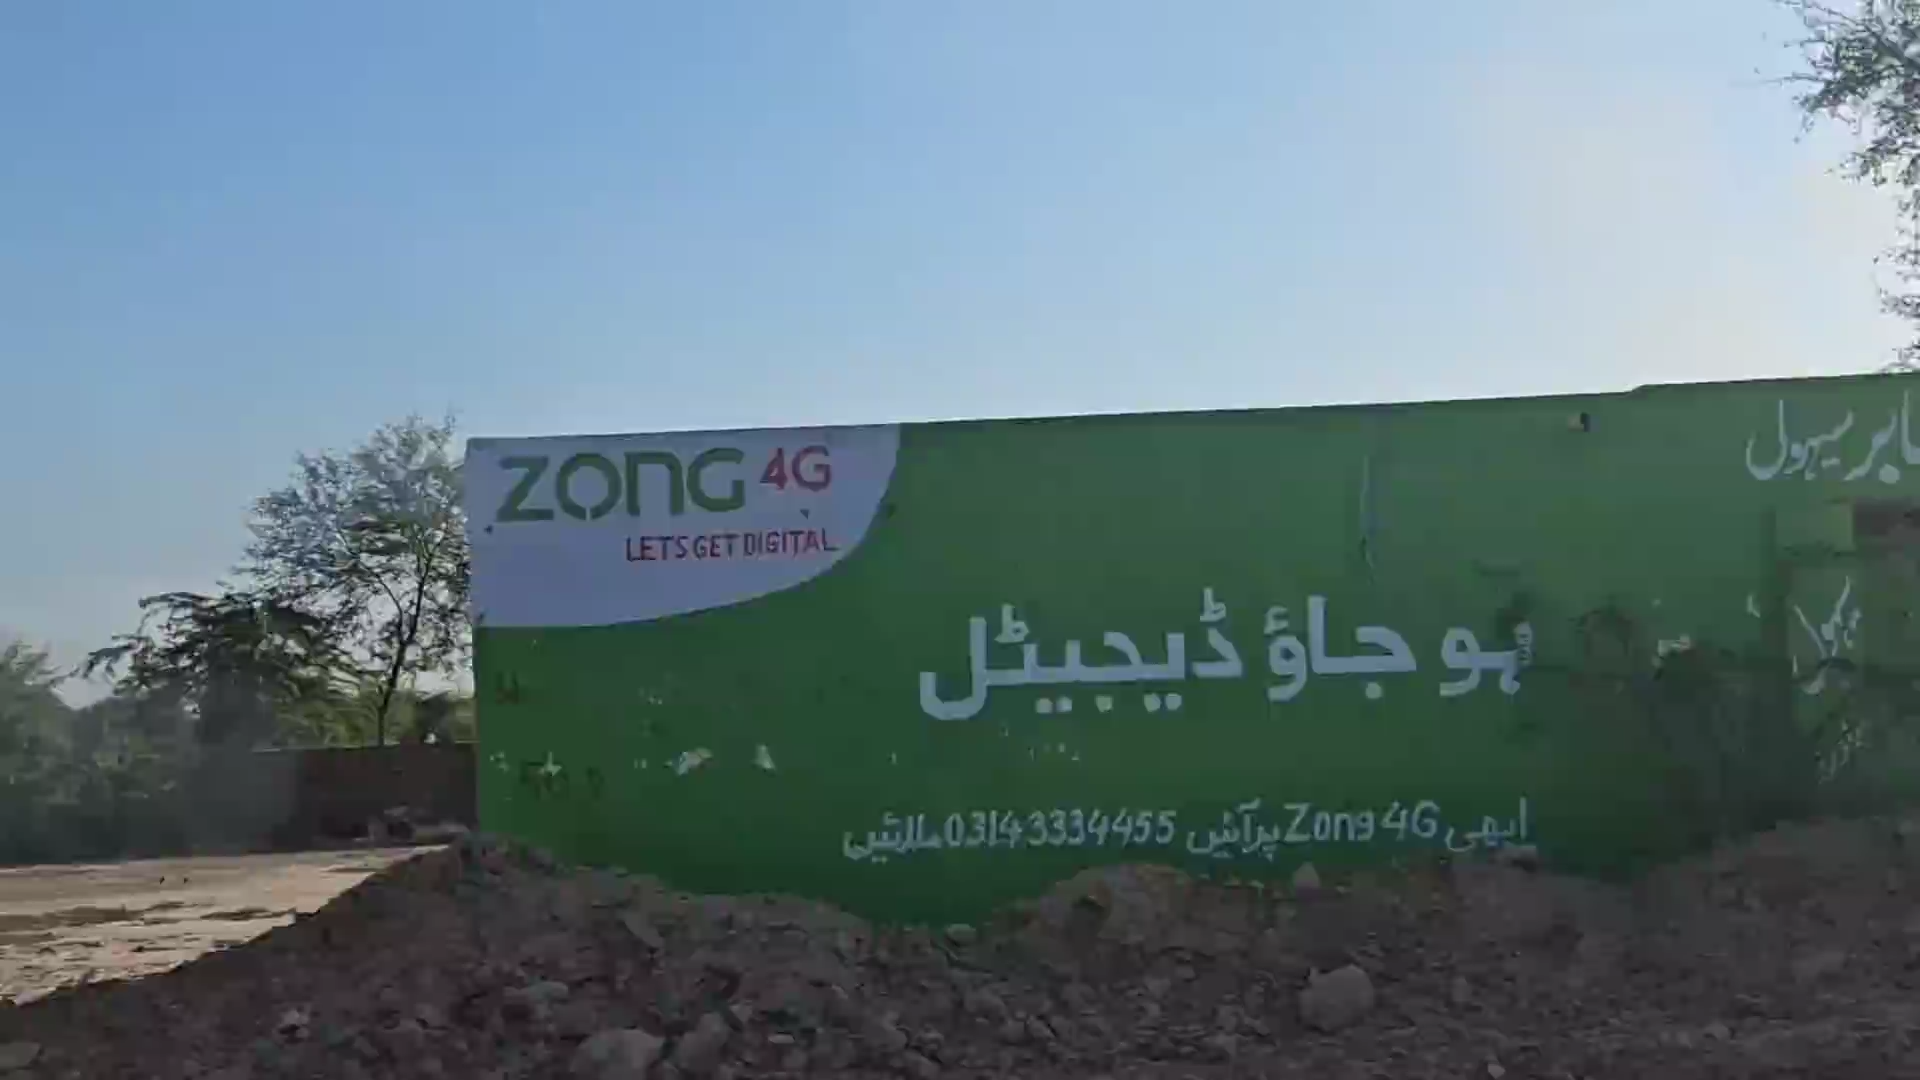 ZONG 4G
LETS GET DIGITAL
ہو جاؤ ڈیجیٹل
ابھی Zong 4G پر آئیں 03143334455 ملائیں